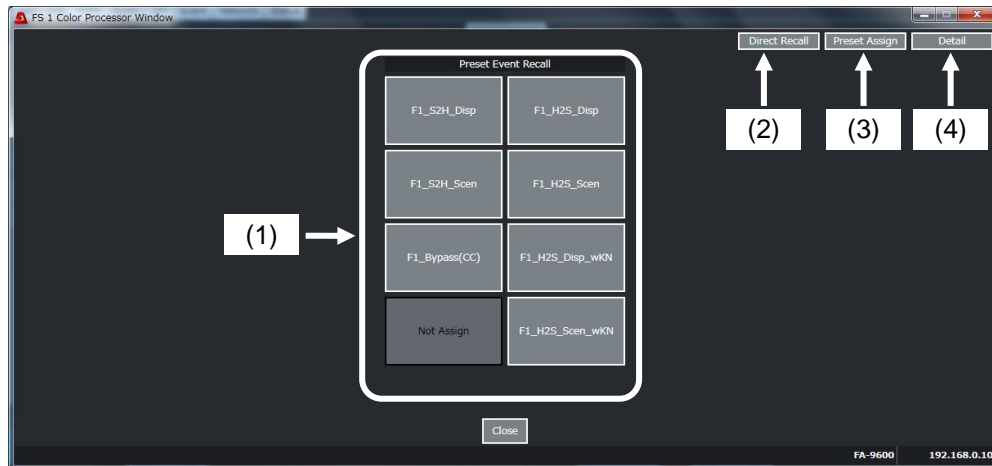 FS 1 Color Processor Window
Direct Recall Preset Assign Detail
Preset Event Recall
(2) (3) (4)
F1_S2H_Disp F1_H2S_Disp
F1_S2H_Scen F1_H2S_Scen
(1)
F1_Bypass(CC) F1_H2S_Disp_wKN
Not Assign F1_H2S_Scen_wKN
Close
FA-9600 192.168.0.10